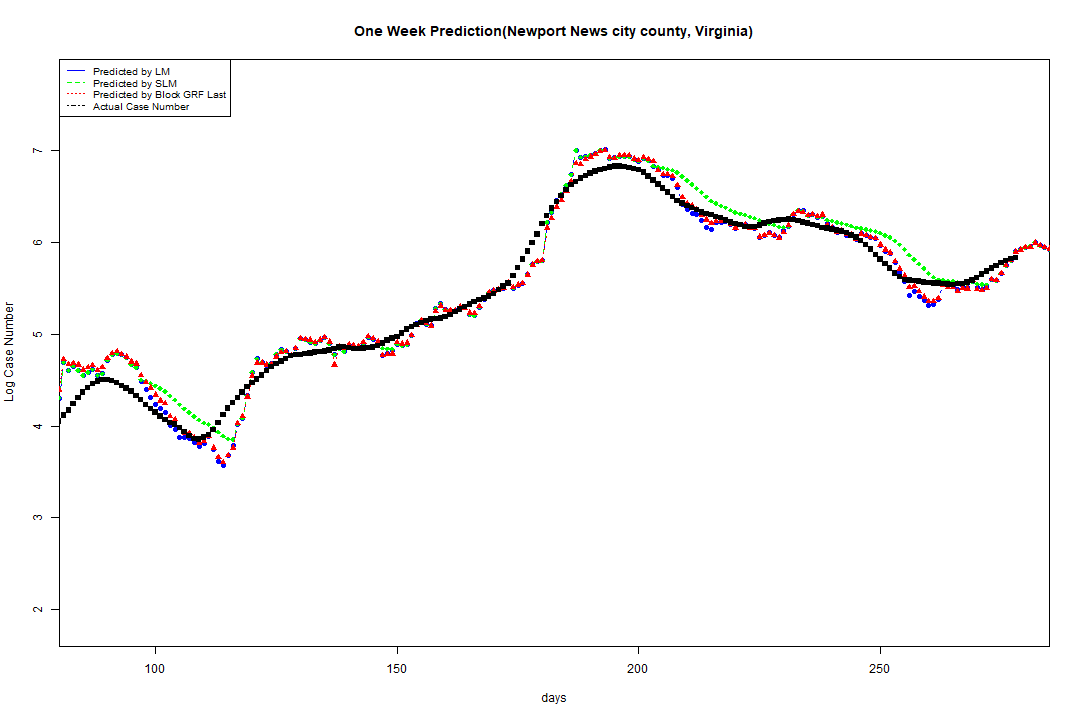 One Week Prediction(Newport News city county, Virginia)
Predicted by LM
Predicted by SLM
Predicted by Block GRF Last
Actual Case Number
7
6
5
4
3
2
Log Case Number
100 150 200 250
days